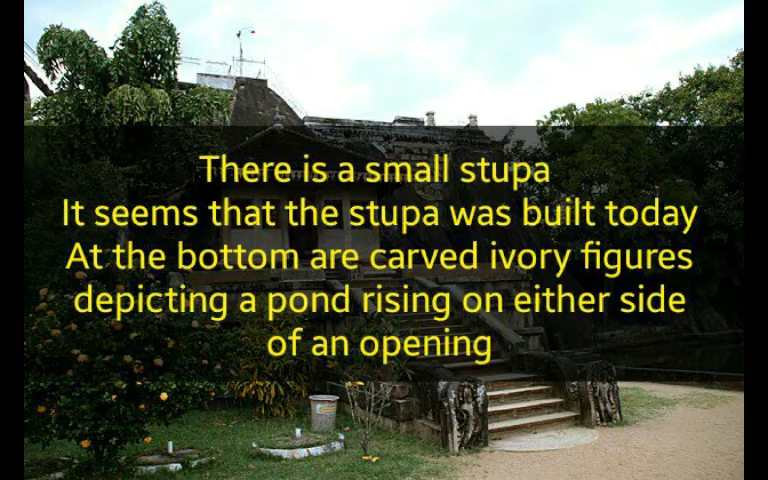 There is a small stupa
It seems that the stupa was built today
At the bottom are carved ivory figures
depicting a pond rising on either side
of an opening